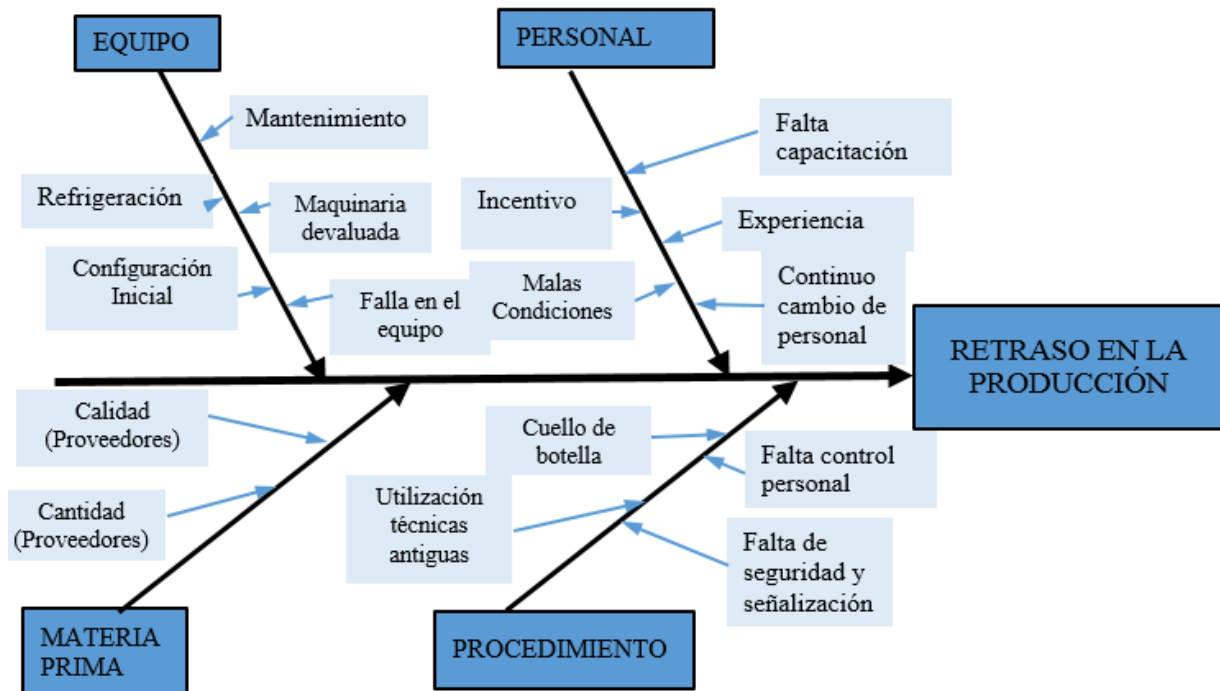 EQUIPO
PERSONAL
Mantenimiento
Refrigeración
Maquinaria
devaluada
Configuración
Inicial
Falla en el
equipo
Falta
capacitación
Incentivo
Experiencia
Malas
Condiciones
Continuo
cambio de
personal
RETRASO EN LA
PRODUCCIÓN
Calidad
(Proveedores)
Cantidad
(Proveedores)
Cuello de
botella
Falta control
personal
Utilización
técnicas
antiguas
Falta de
seguridad y
señalización
MATERIA
PRIMA
PROCEDIMIENTO